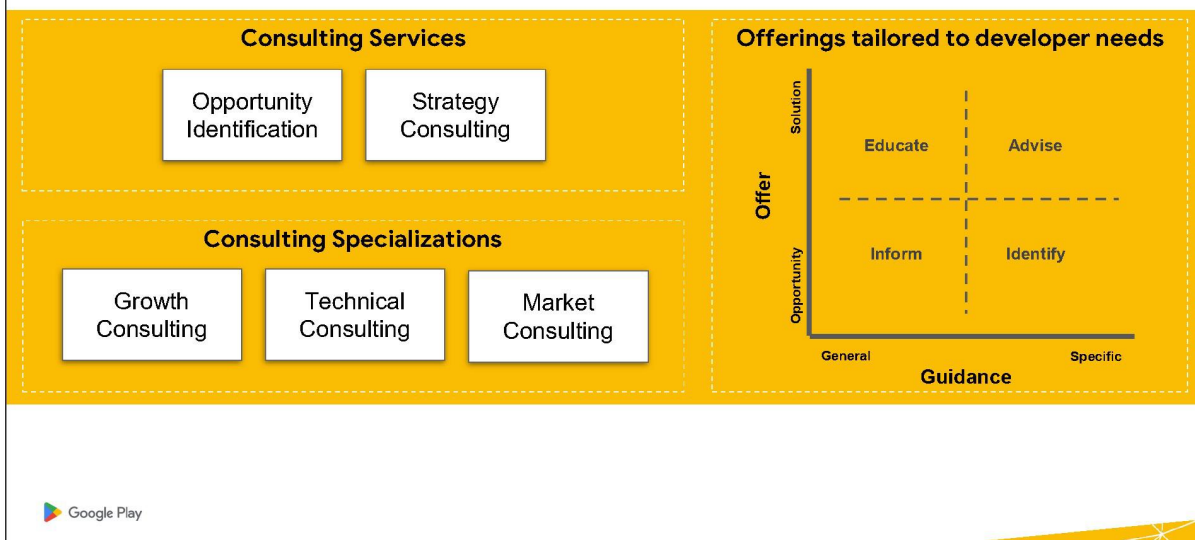 Consulting Services
Opportunity
Identification
Strategy
Consulting
Consulting Specializations
Growth
Consulting
Technical
Consulting
Market
Consulting
Offerings tailored to developer needs
Solution
Educate
Advise
Offer
Opportunity
Inform
Identify
General
Specific
Guidance
Google Play